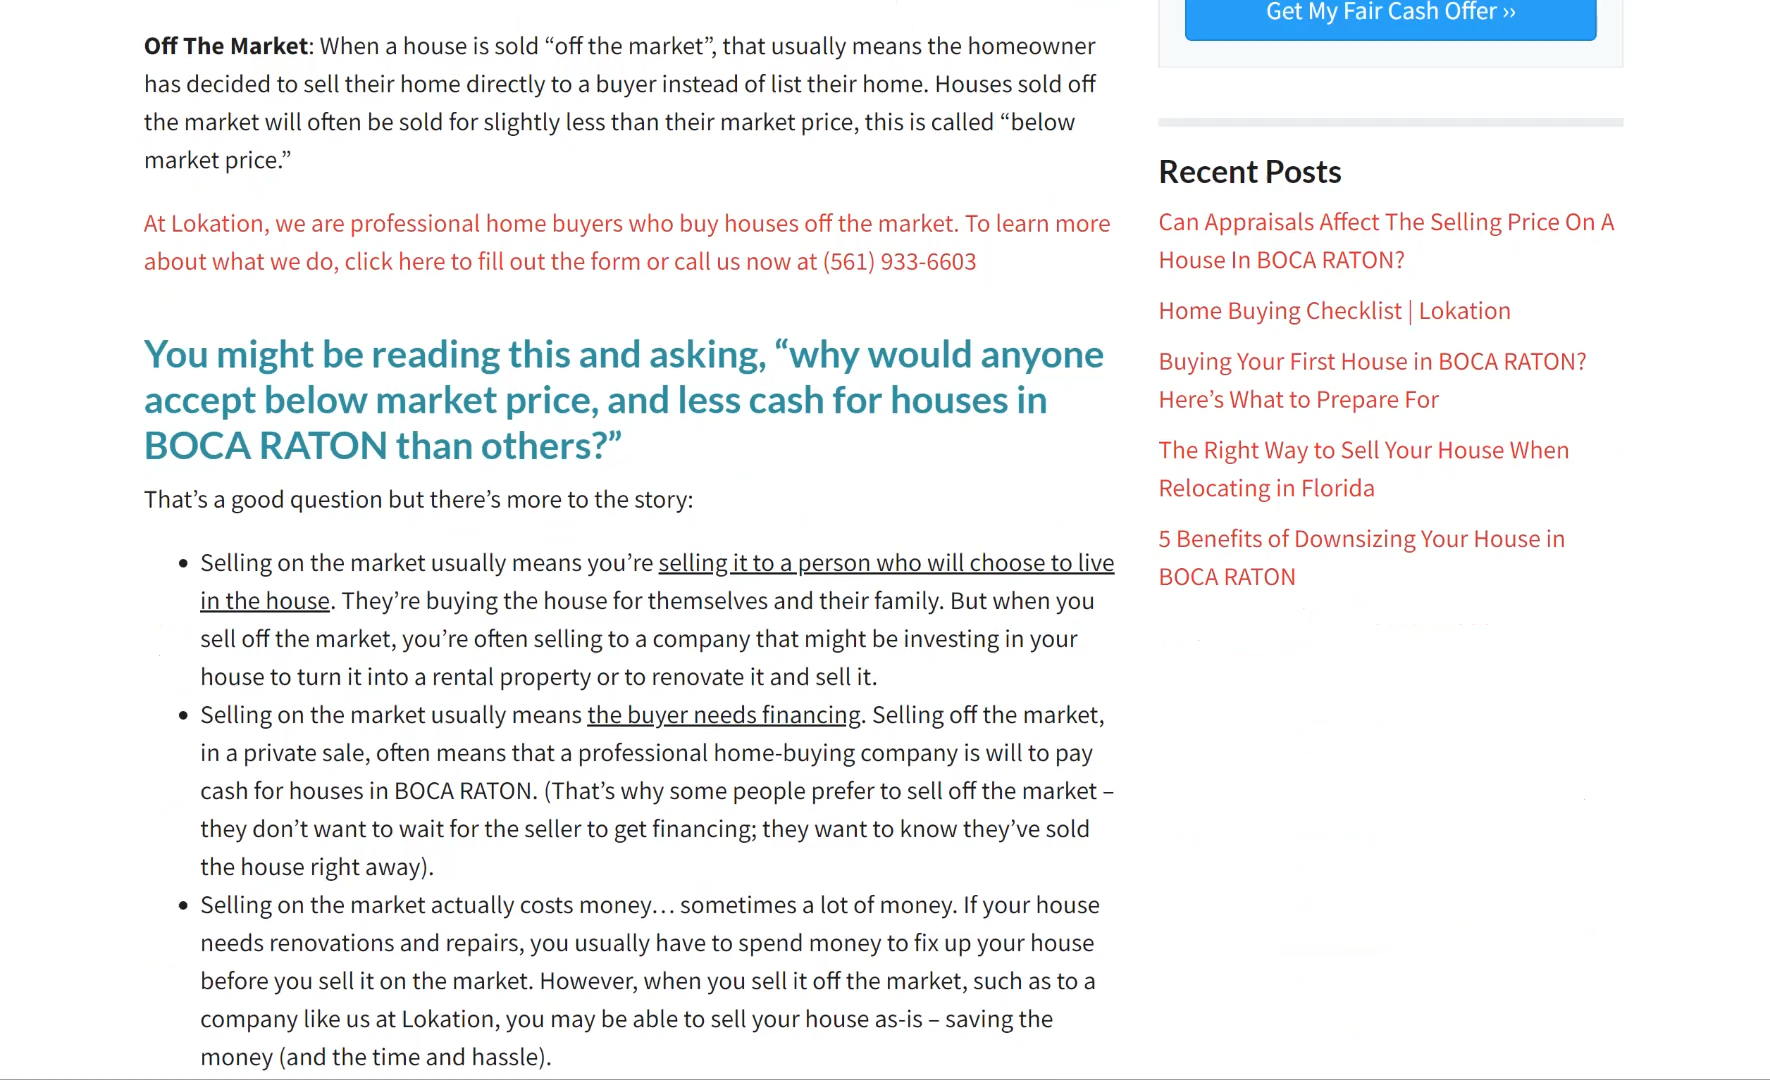 Off The Market: When a house is sold “off the market”, that usually means the homeowner
has decided to sell their home directly to a buyer instead of list their home. Houses sold off
the market will often be sold for slightly less than their market price, this is called “below
market price.”
At Lokation, we are professional home buyers who buy houses off the market. To learn more
about what we do, click here to fill out the form or call us now at (561) 933-6603
You might be reading this and asking, “why would anyone
accept below market price, and less cash for houses in
BOCA RATON than others?”
That’s a good question but there’s more to the story:
• Selling on the market usually means you’re selling it to a person who will choose to live
in the house. They’re buying the house for themselves and their family. But when you
sell off the market, you’re often selling to a company that might be investing in your
house to turn it into a rental property or to renovate it and sell it.
• Selling on the market usually means the buyer needs financing. Selling off the market,
in a private sale, often means that a professional home-buying company is will to pay
cash for houses in BOCA RATON. (That’s why some people prefer to sell off the market –
they don’t want to wait for the seller to get financing; they want to know they’ve sold
the house right away).
• Selling on the market actually costs money… sometimes a lot of money. If your house
needs renovations and repairs, you usually have to spend money to fix up your house
before you sell it on the market. However, when you sell it off the market, such as to a
company like us at Lokation, you may be able to sell your house as-is – saving the
money (and the time and hassle).
Get My Fair Cash Offer ››
Recent Posts
Can Appraisals Affect The Selling Price On A
House In BOCA RATON?
Home Buying Checklist | Lokation
Buying Your First House in BOCA RATON?
Here’s What to Prepare For
The Right Way to Sell Your House When
Relocating in Florida
5 Benefits of Downsizing Your House in
BOCA RATON